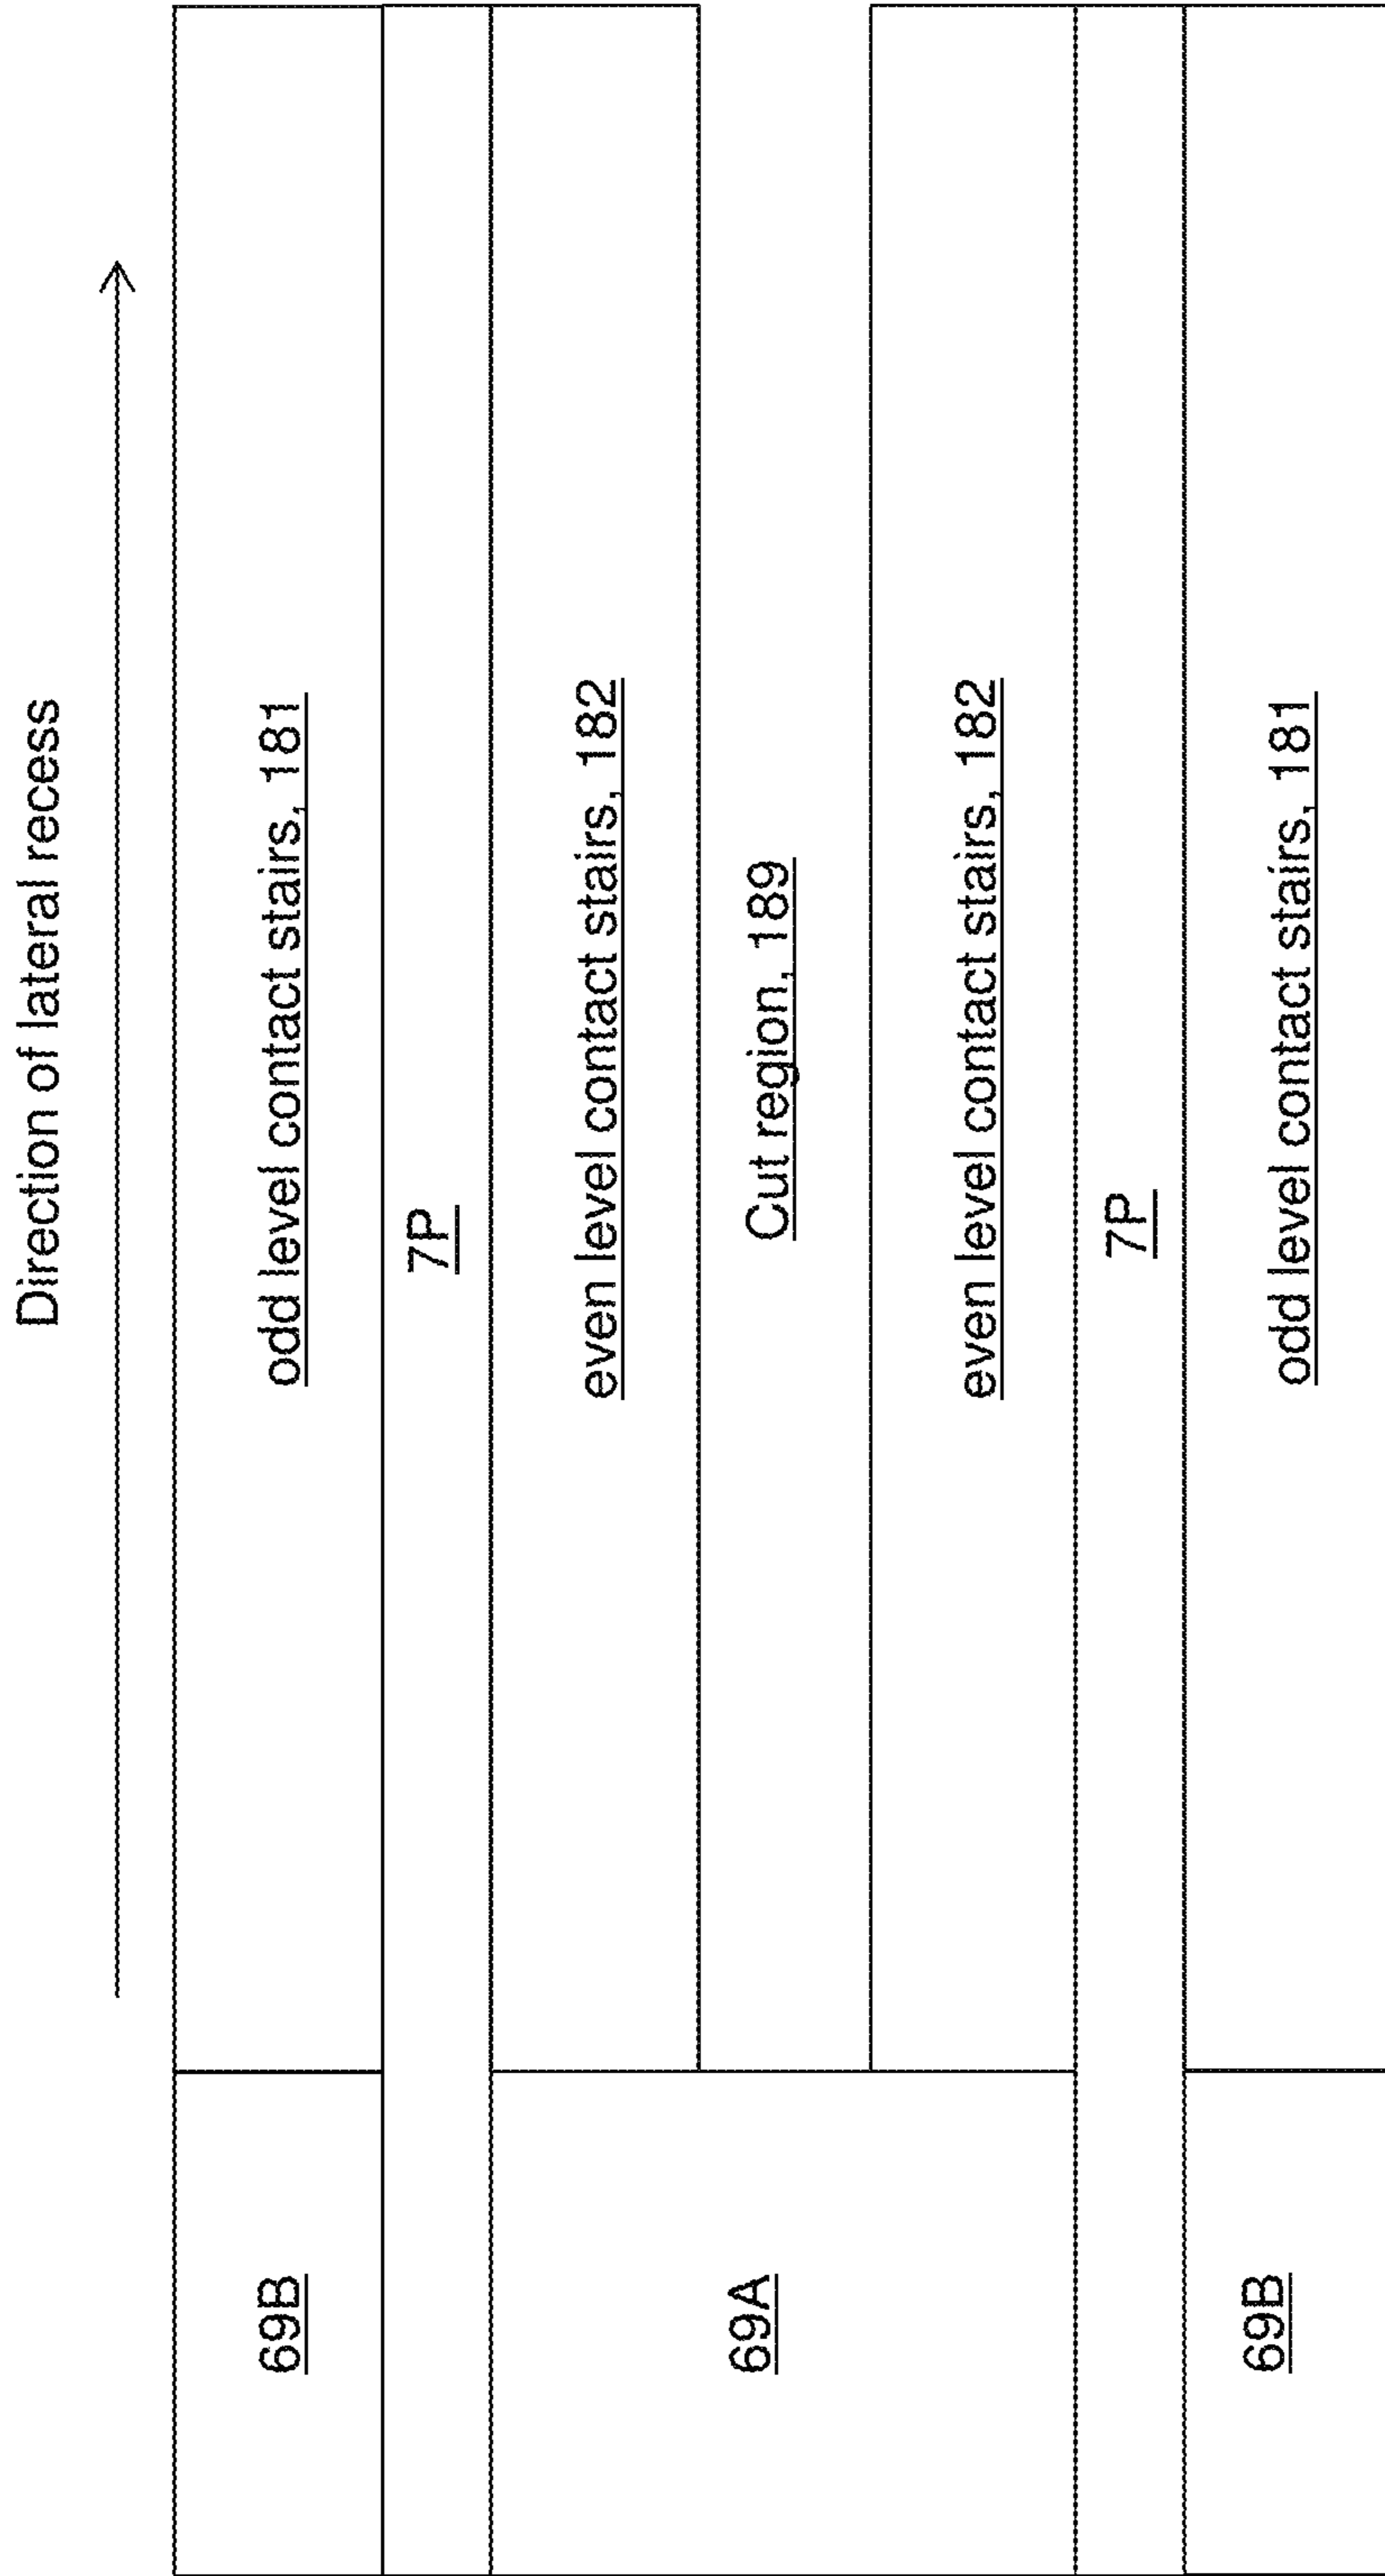 Direction of lateral recess
69B
odd level contact stairs, 181
7P
even level contact stairs, 182
69A
Cut region, 189
even level contact stairs, 182
7P
69B
odd level contact stairs, 181